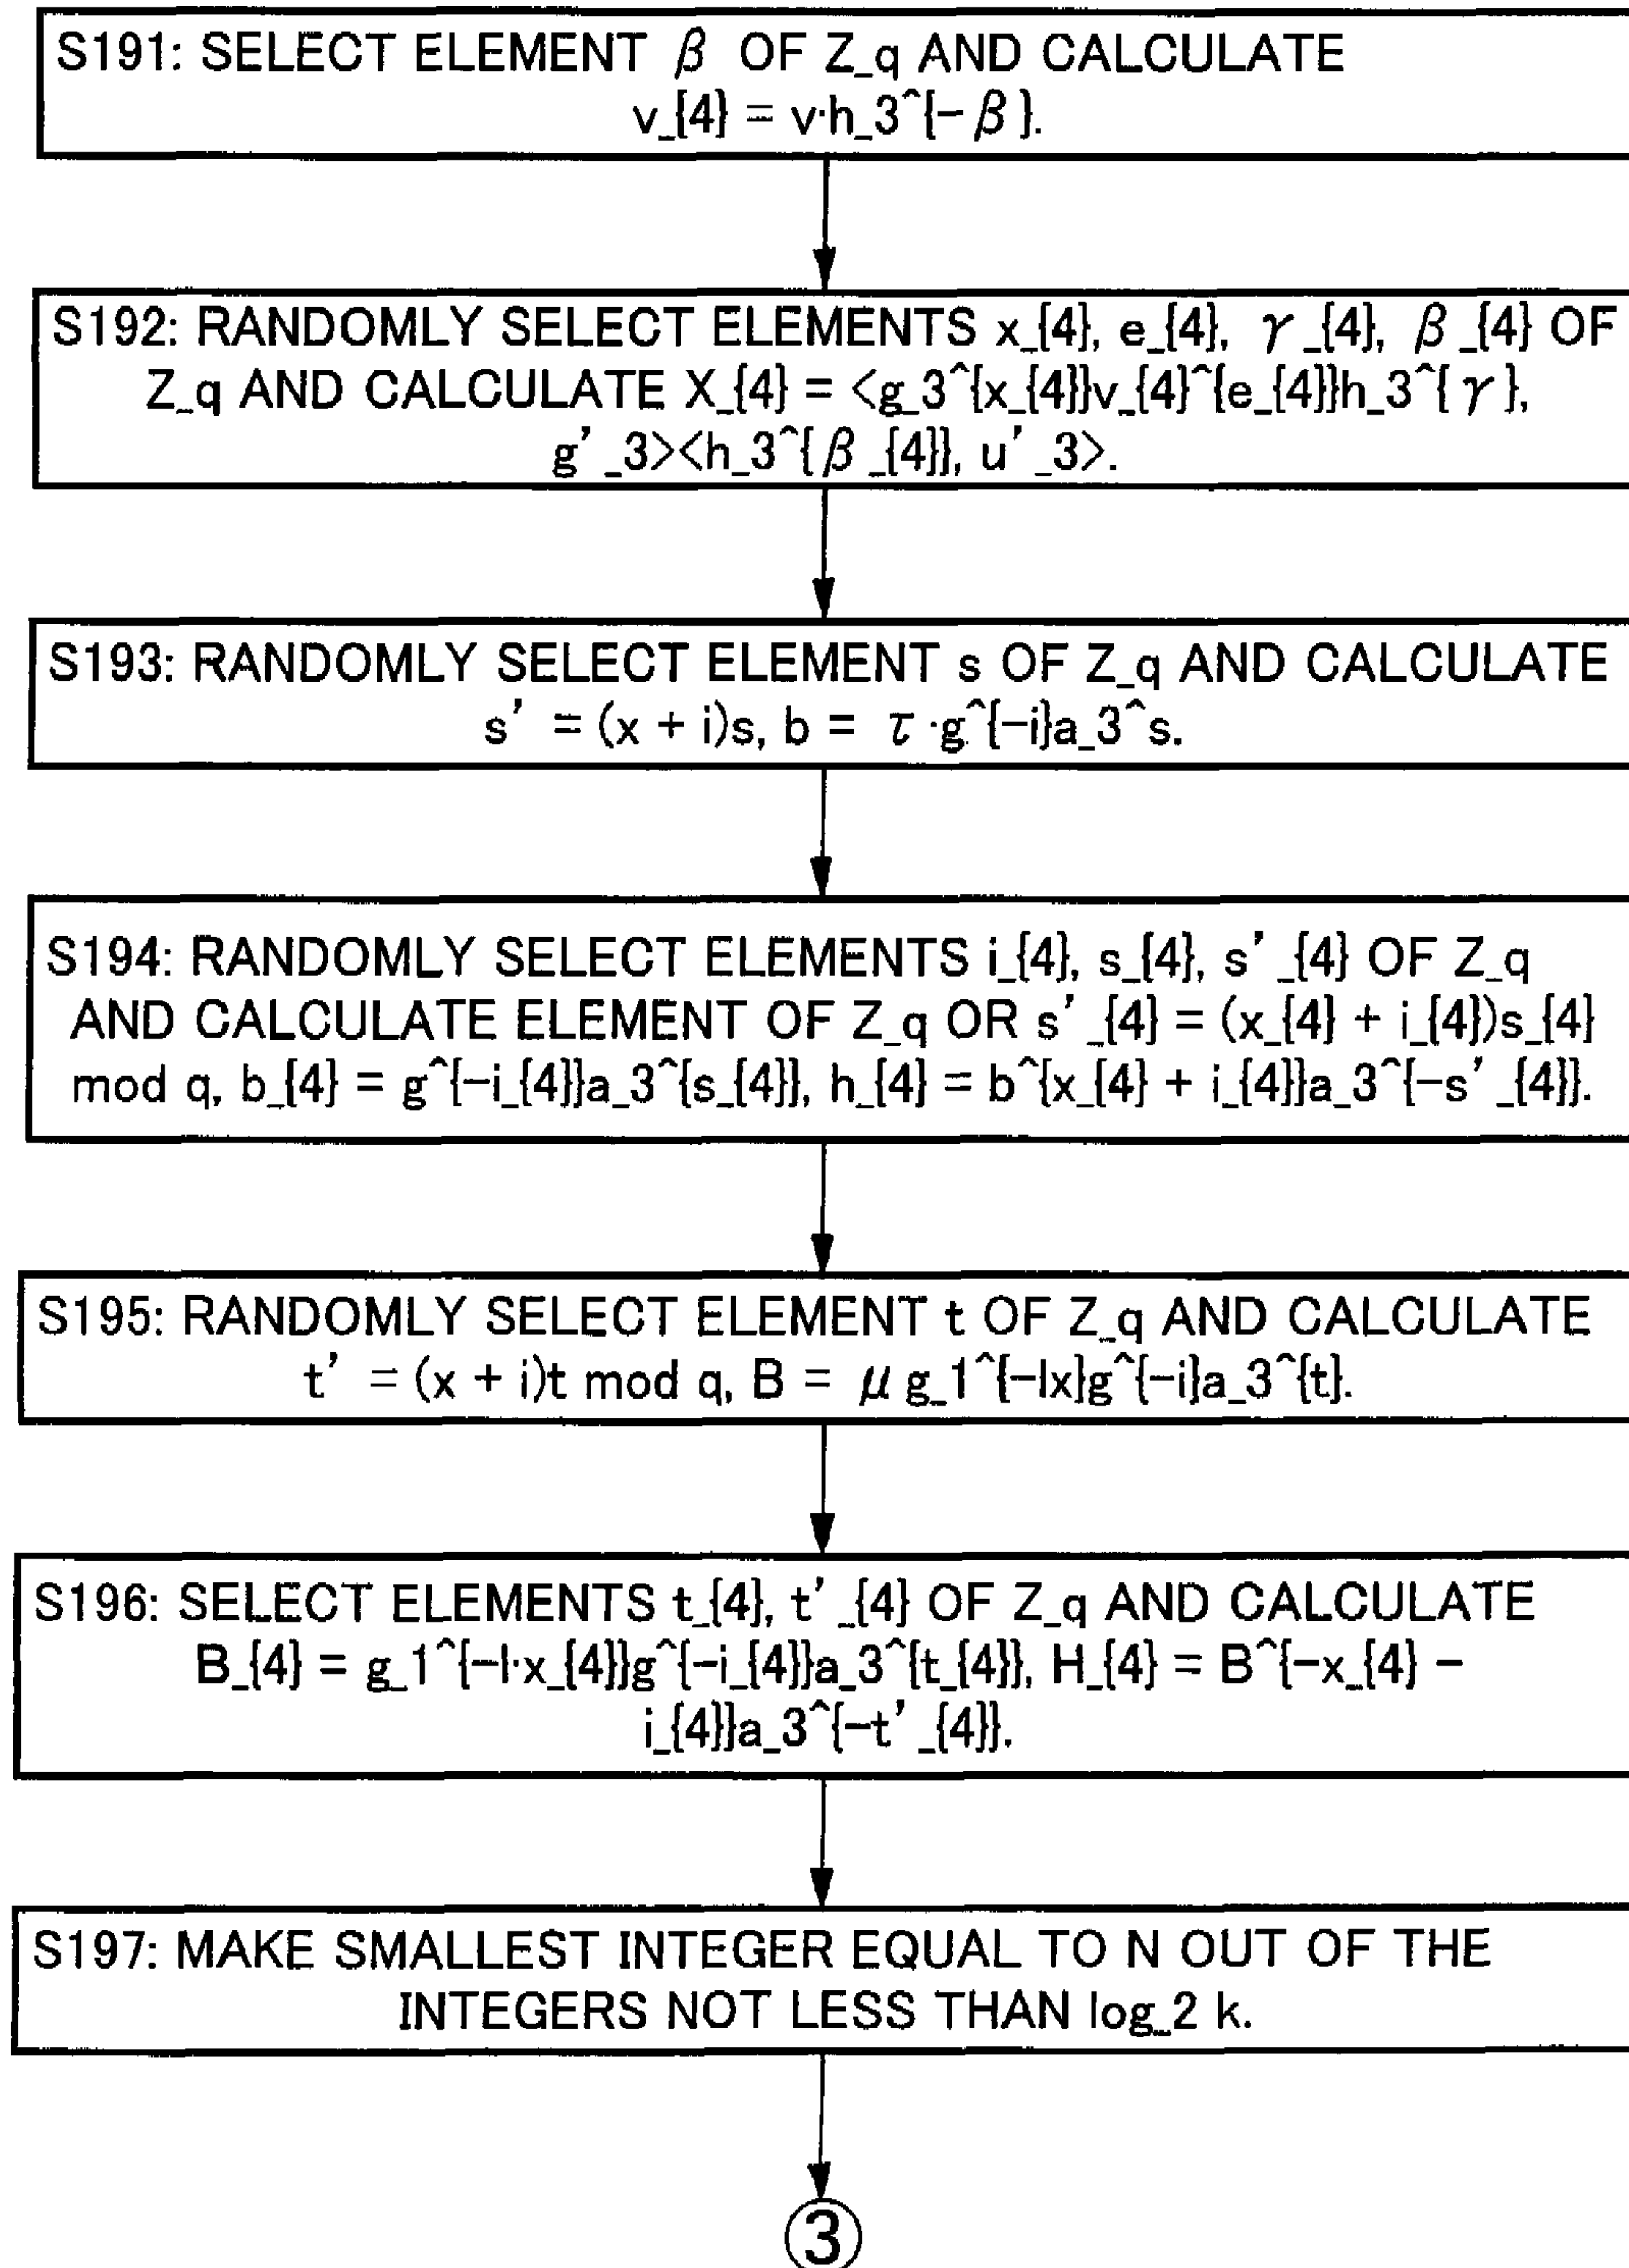 S191: SELECT ELEMENT β OF Z_q AND CALCULATE
v_{4} = v·h_3^{-β}.
S192: RANDOMLY SELECT ELEMENTS x_{4}, e_{4}, γ_{4}, β_{4} OF
Z_q AND CALCULATE X_{4} = <g_3^{x_{4}}v_{4}^{e_{4}}h_3^{γ},
g'_3><h_3^{β_{4}}, u'_3>.
S193: RANDOMLY SELECT ELEMENT s OF Z_q AND CALCULATE
s' = (x + i)s, b = τ·g^{-i}a_3^s.
S194: RANDOMLY SELECT ELEMENTS i_{4}, s_{4}, s'_{4} OF Z_q
AND CALCULATE ELEMENT OF Z_q OR s'_{4} = (x_{4} + i_{4})s_{4}
mod q, b_{4} = g^{-i_{4}}a_3^{s_{4}}, h_{4} = b^{x_{4} + i_{4}}a_3^{-s'_{4}}.
S195: RANDOMLY SELECT ELEMENT t OF Z_q AND CALCULATE
t' = (x + i)t mod q, B = μg_1^{-lx}g^{-i}a_3^{t}.
S196: SELECT ELEMENTS t_{4}, t'_{4} OF Z_q AND CALCULATE
B_{4} = g_1^{-l·x_{4}}g^{-i_{4}}a_3^{t_{4}}, H_{4} = B^{-x_{4} -
i_{4}}a_3^{-t'_{4}}.
S197: MAKE SMALLEST INTEGER EQUAL TO N OUT OF THE
INTEGERS NOT LESS THAN log_2 k.
③